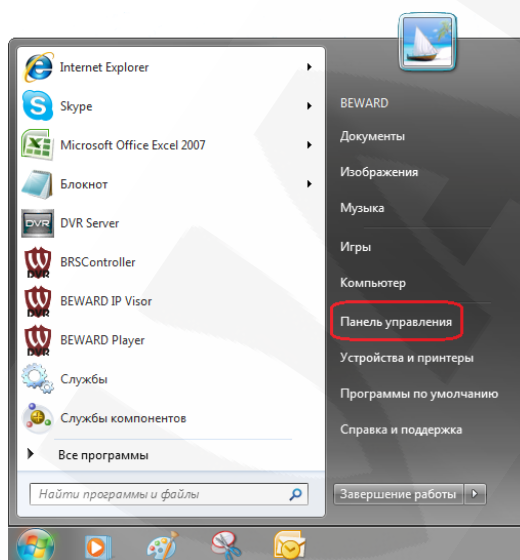 Internet Explorer
Skype
Microsoft Office Excel 2007
Блокнот
DVR Server
BRSController
BEWARD IP Visor
BEWARD Player
Службы
Службы компонентов
Все программы
Найти программы и файлы
BEWARD
Документы
Изображения
Музыка
Игры
Компьютер
Панель управления
Устройства и принтеры
Программы по умолчанию
Справка и поддержка
Завершение работы